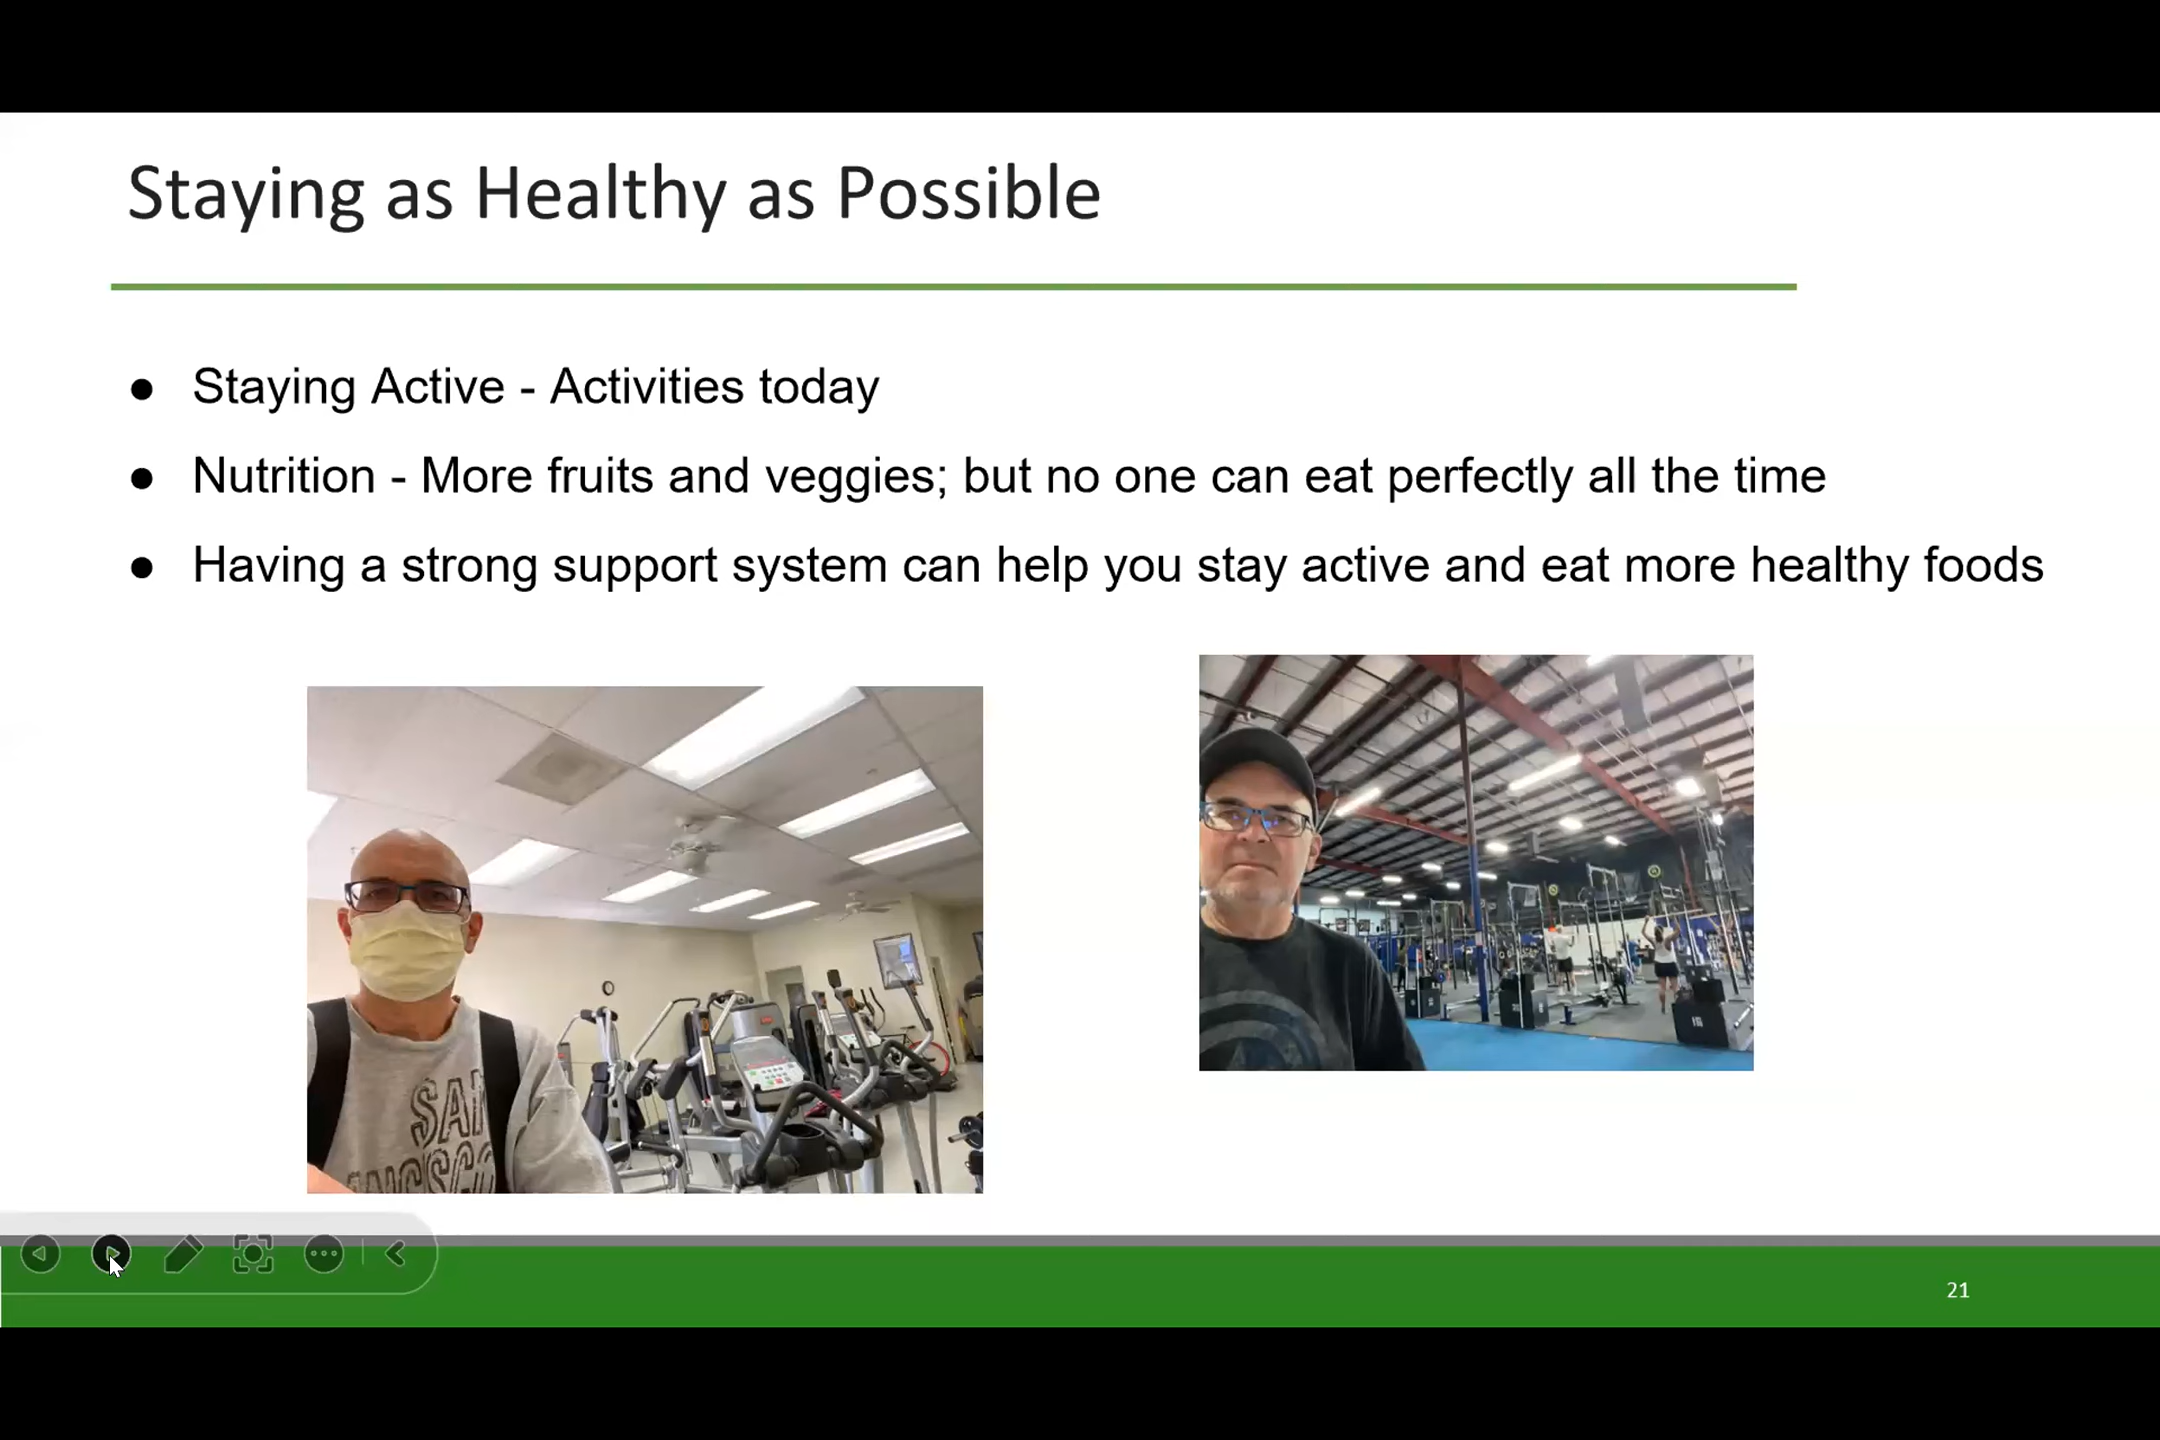 Staying as Healthy as Possible
● Staying Active - Activities today
● Nutrition - More fruits and veggies; but no one can eat perfectly all the time
● Having a strong support system can help you stay active and eat more healthy foods
SAN
21